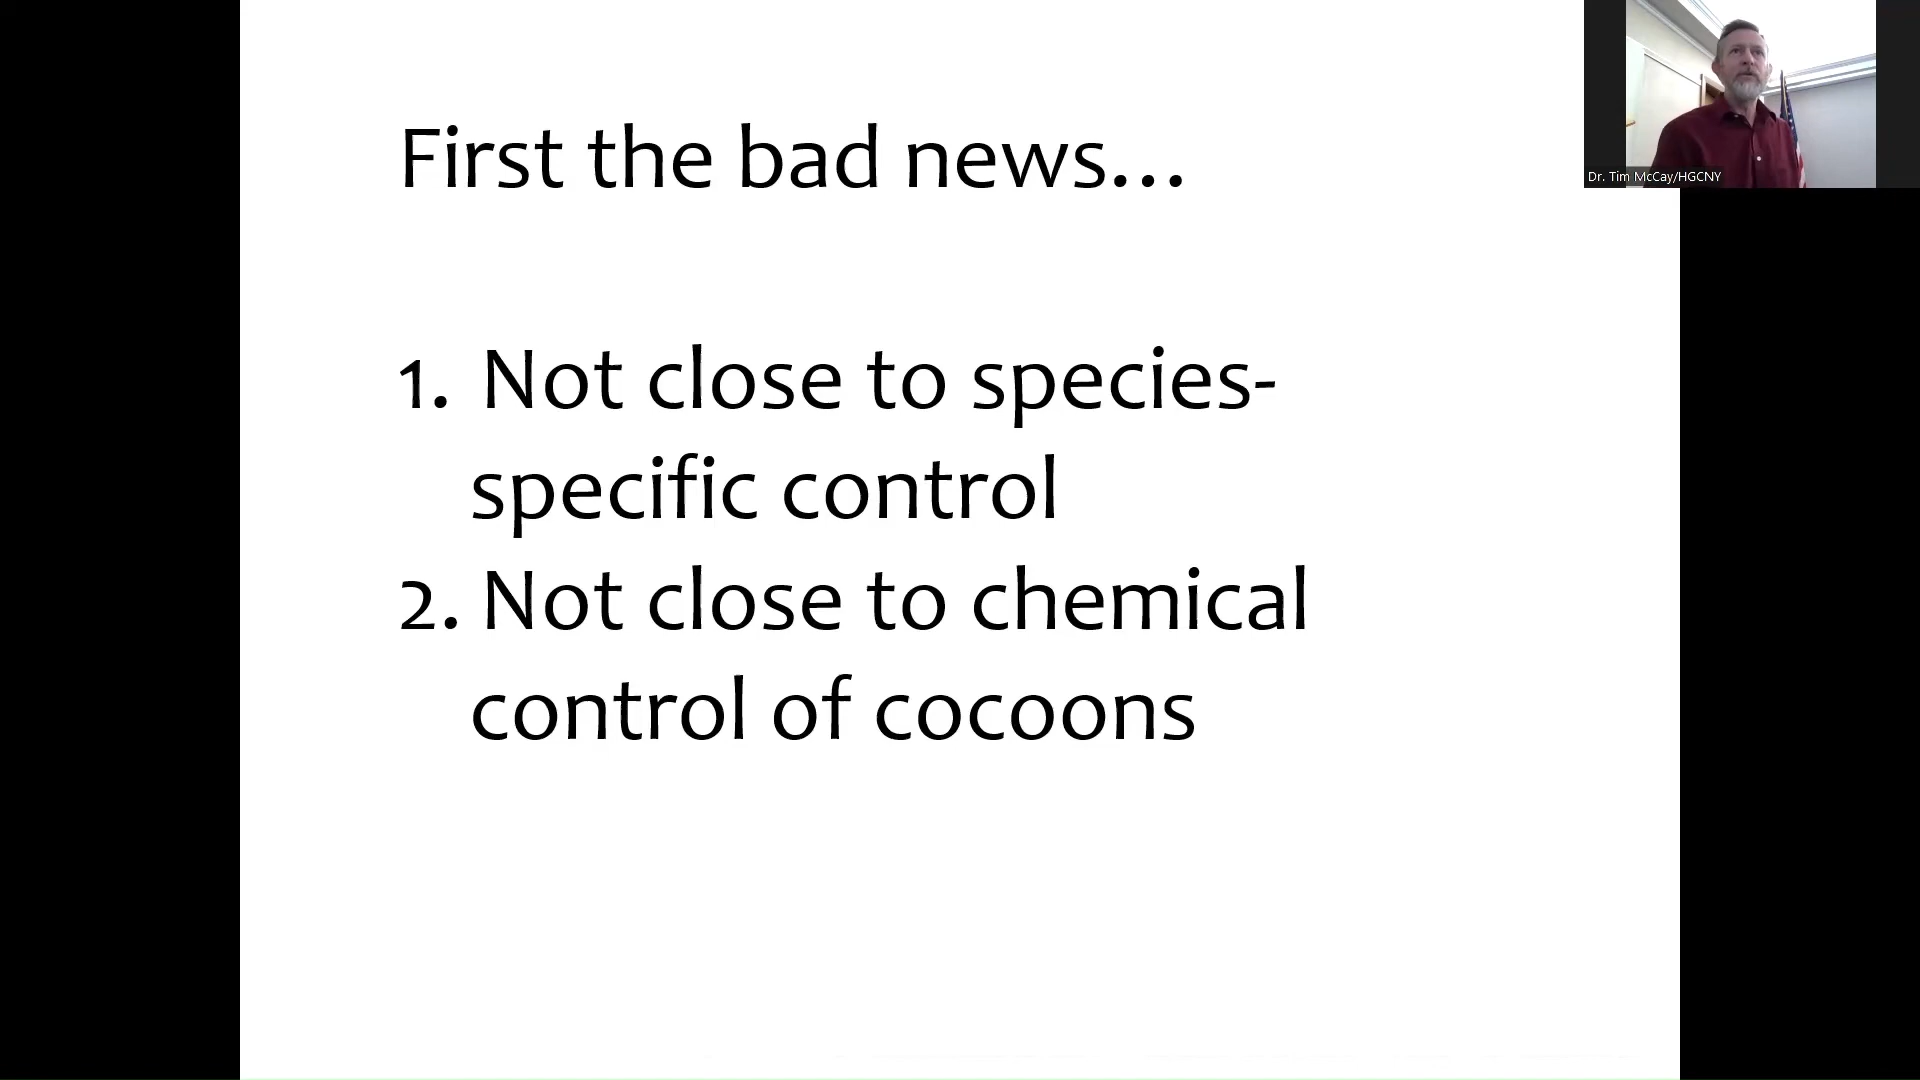 First the bad news…
1. Not close to species-
specific control
2. Not close to chemical
control of cocoons
Dr. Tim McCay/HGCNY